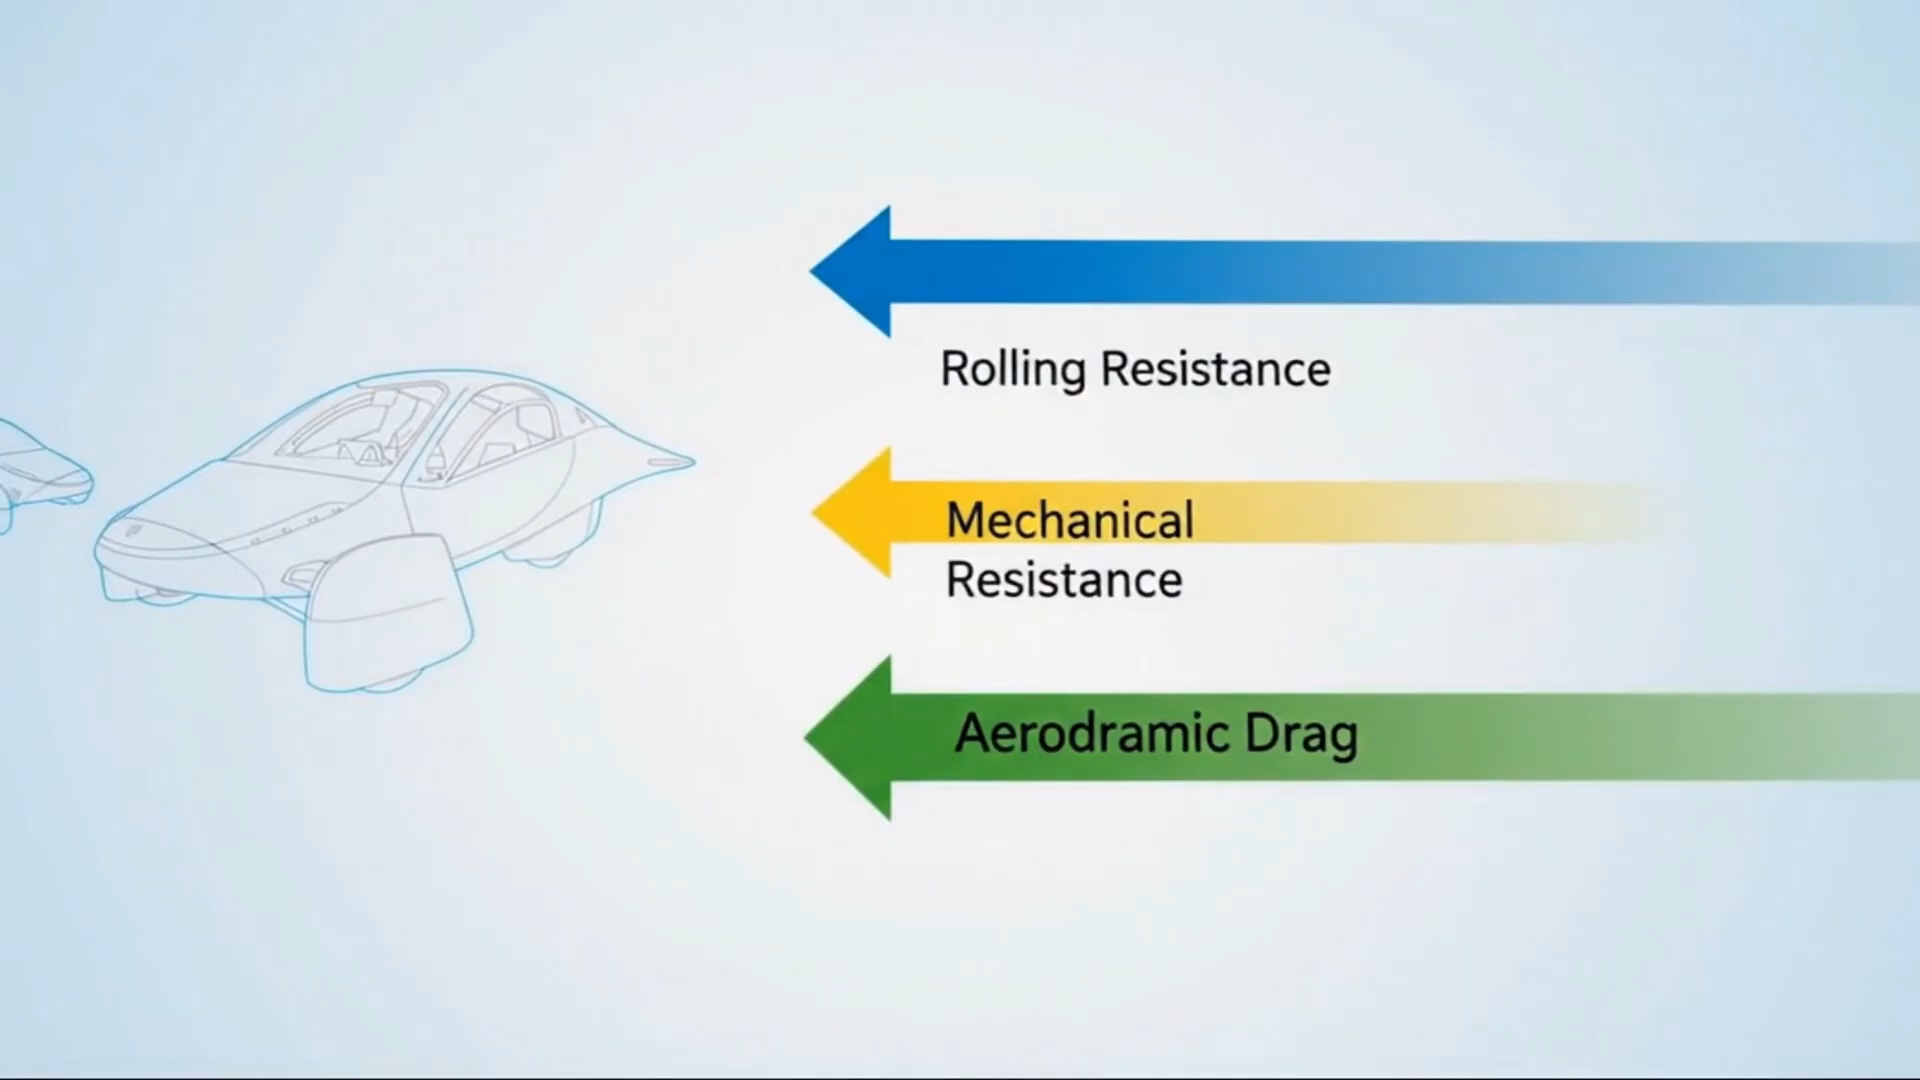 Rolling Resistance
Mechanical
Resistance
Aerodramic Drag